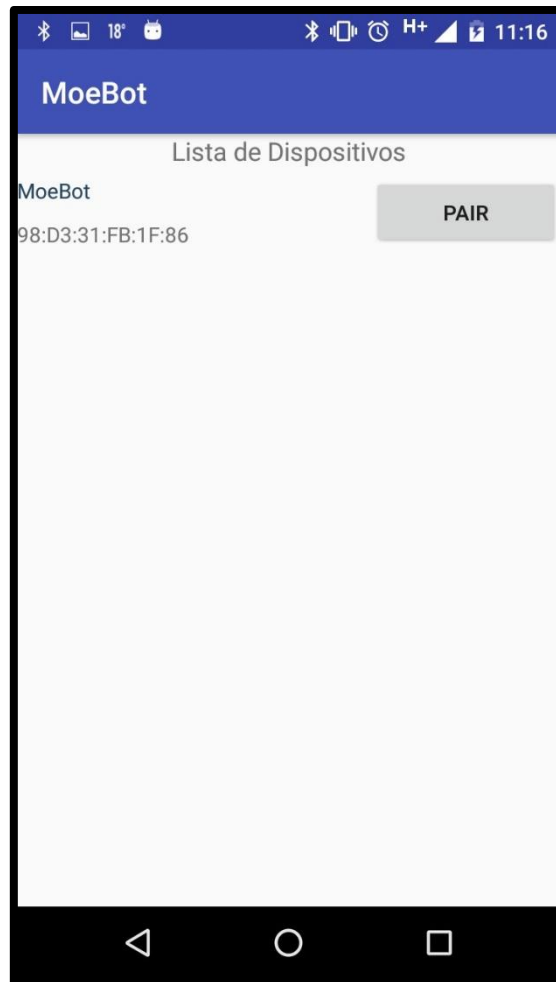 18° H+ 11:16
MoeBot
Lista de Dispositivos
MoeBot
PAIR
98:D3:31:FB:1F:86